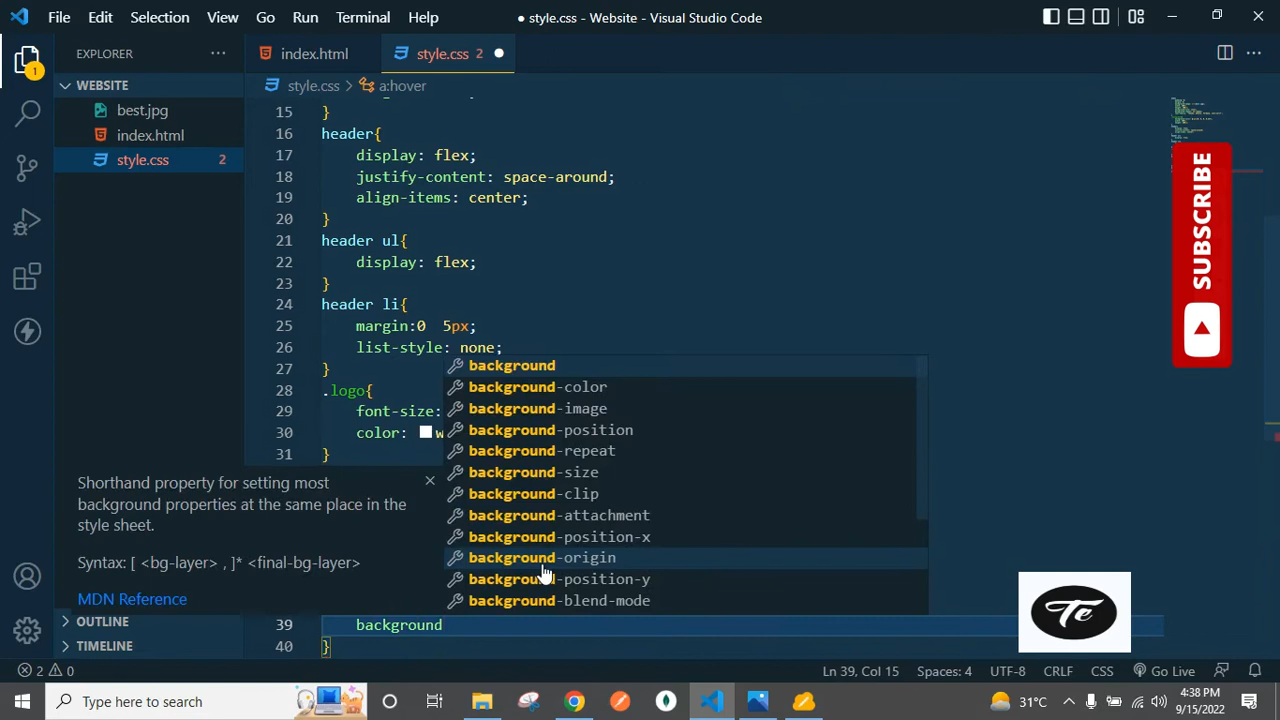 File Edit Selection View Go Run Terminal Help
● style.css - Website - Visual Studio Code
EXPLORER
index.html
style.css 2
1
WEBSITE
best.jpg
index.html
style.css 2
style.css > a:hover
15 }
16 header{
17 display: flex;
18 justify-content: space-around;
19 align-items: center;
20 }
21 header ul{
22 display: flex;
23 }
24 header li{
25 margin:0 5px;
26 list-style: none;
27 }
28 .logo{
29 font-size:
30 color: w
31 }
background
background-color
background-image
background-position
background-repeat
background-size
background-clip
background-attachment
background-position-x
background-origin
background-position-y
background-blend-mode
Shorthand property for setting most
background properties at the same place in the
style sheet.
Syntax: [ <bg-layer> , ]* <final-bg-layer>
MDN Reference
39 background
40 }
OUTLINE
TIMELINE
SUBSCRIBE
Tc
2 0
Ln 39, Col 15 Spaces: 4 UTF-8 CRLF CSS Go Live
Type here to search
31°C
4:38 PM
9/15/2022